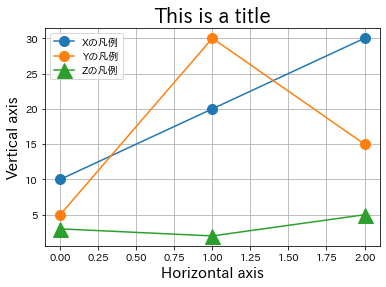 This is a title
Xの凡例
Yの凡例
Zの凡例
Vertical axis
30
25
20
15
10
5
0.00 0.25 0.50 0.75 1.00 1.25 1.50 1.75 2.00
Horizontal axis